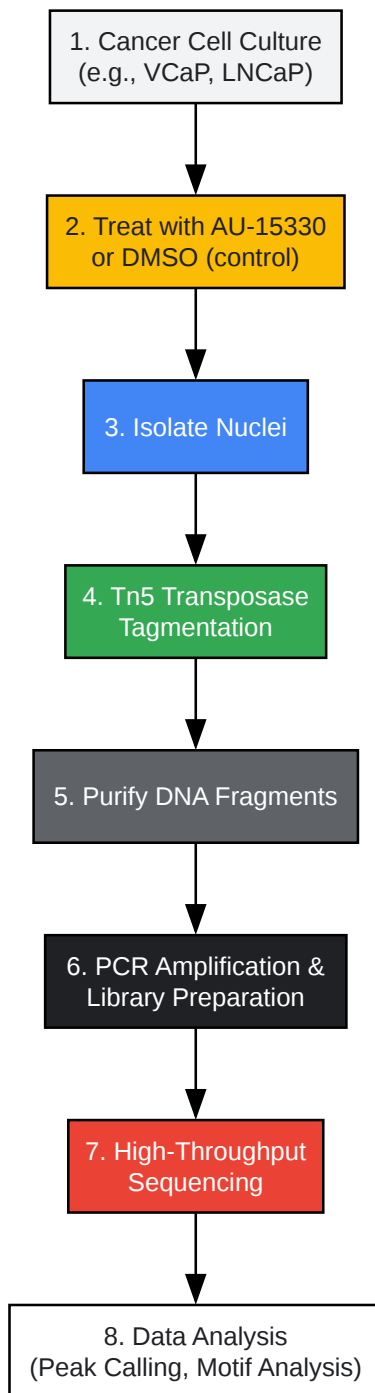 1. Cancer Cell Culture
(e.g., VCaP, LNCaP)
2. Treat with AU-15330
or DMSO (control)
3. Isolate Nuclei
4. Tn5 Transposase
Tagmentation
5. Purify DNA Fragments
6. PCR Amplification &
Library Preparation
7. High-Throughput
Sequencing
8. Data Analysis
(Peak Calling, Motif Analysis)